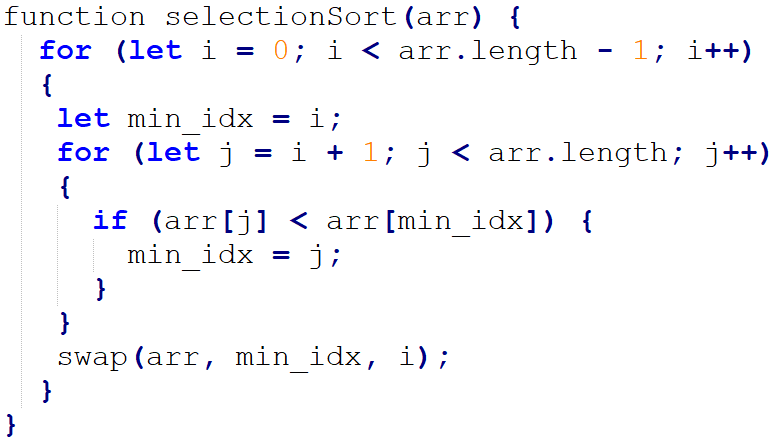 function selectionSort(arr) {
  for (let i = 0; i < arr.length - 1; i++)
  {
   let min_idx = i;
   for (let j = i + 1; j < arr.length; j++)
   {
     if (arr[j] < arr[min_idx]) {
       min_idx = j;
     }
   }
   swap(arr, min_idx, i);
  }
}